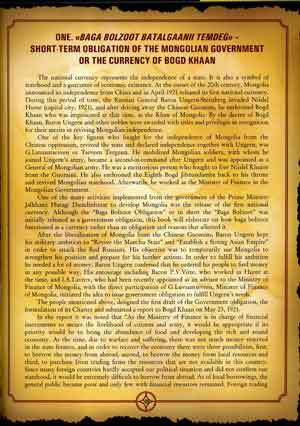 ONE. «BAGA BOLZOOT BATALGAANII TEMDEG» -
SHORT-TERM OBLIGATION OF THE MONGOLIAN GOVERNMENT
OR THE CURRENCY OF BOGD KHAAN
The national currency represents the independence of a state. It is also a symbol of
statehood and a guarantor of economic existence. At the outset of the 20th century, Mongolia
announced its independence from China and in April 1921 released its first national currency.
During this period of time, the Russian General Baron Ungern-Sternberg invaded Niislel
Huree (capital city, 1921), and after driving away the Chinese Gaomins, he enthroned Bogd
Khaan who was imprisoned at that time, as the Khan of Mongolia. By the decree of Bogd
Khaan, Baron Ungern and other nobles were awarded with titles and privileges in recognition
for their merits in reviving Mongolian independence.
One of the key figures who fought for the independence of Mongolia from the
Chinese oppression, revived the state and declared independence together with Ungern, was
G.Luvsantseveen or Tseveen Terguun. He mobilized Mongolian soldiers, with whom he
joined Ungern's army, became a second-in-command after Ungern and was appointed as a
General of Mongolian army. He was a meritorious person who fought to free Niislel Khuree
from the Gaomins. He also enthroned the Eighth Bogd Jibzundamba back to his throne
and revived Mongolian statehood. Afterwards, he worked as the Minister of Finance in the
Mongolian Government.
One of the many activities implemented from the government of the Prime Minister
Jalkhanz Hutagt Damdinbazar to develop Mongolia was the release of the first national
currency. Although the "Baga Bolzoot Obligation" or in short the "Baga Bolzoot" was
initially released as a government obligation, this book will elaborate on how baga bolzoot
functioned as a currency rather than as obligation and reasons that affected it.
After the liberalization of Mongolia from the Chinese Gaomins, Baron Ungern kept
his military ambition to "Revive the Manchu State" and "Establish a Strong Asian Empire"
in order to attack the Red Russians. His objective was to temporarily use Mongolia to
strengthen his position and prepare for his further actions. In order to fulfill his ambition
he needed a lot of money. Baron Ungern confirmed that he ordered his people to find money
in any possible way. His entourage including Baron P.V.Vitte, who worked in Huree at
the time, and I.A.Lavrov, who had been recently appointed as an adviser to the Ministry of
Finance of Mongolia, with the direct participation of G.Luvsantseveen, Minister of Finance
of Mongolia, initiated the idea to issue government obligation to fulfill Ungern's needs.
The people mentioned above, designed the first draft of the Government obligation, the
formulation of its Charter and submitted a report to Bogd Khaan on May 23, 1921.
In the report it was noted that "As the Ministry of Finance is in charge of financial
instruments to secure the livelihood of citizens and army, it would be appropriate if its
priority would be to bring the abundance of food and developing the rich and sound
economy. At the time, due to warfare and suffering, there was not much money reserved
in the state finance, and in order to recover the economy there were three possibilities, first,
to borrow the money from abroad, second, to borrow the money from local resources and
third, to purchase from trading firms the resources that are not available in this country.
Since many foreign countries hardly accepted our political situation and did not confirm our
statehood, it would be extremely difficult to borrow from abroad. As of local borrowings, the
general public became poor and only few with financial resources remained. Foreign trading